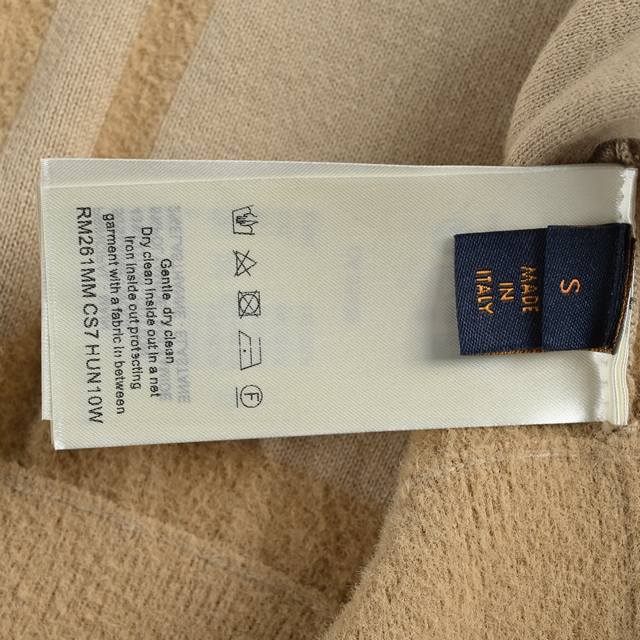 Gentle, dry clean
Dry clean inside out in a net
Iron inside out protecting
garment with a fabric in between
RM261MM CS7 HUN10W
F
S
MADE
IN
ITALY